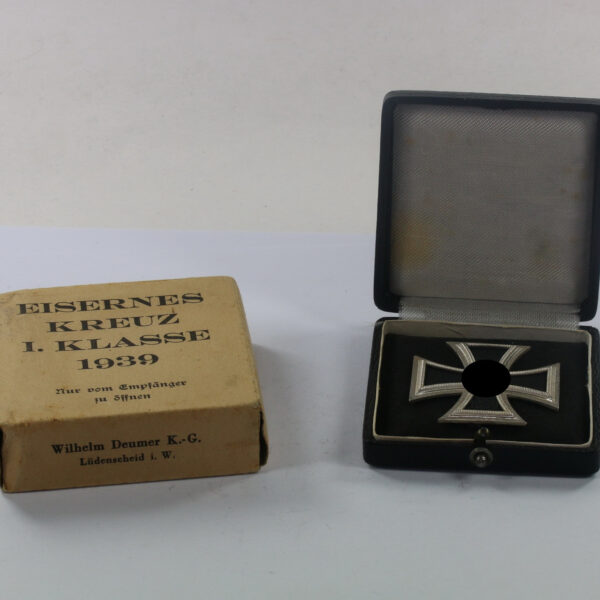 EISERNES
KREUZ
I. KLASSE
1939
Nur vom Empfänger
zu öffnen
Wilhelm Deumer K.-G.
Lüdenscheid i. W.